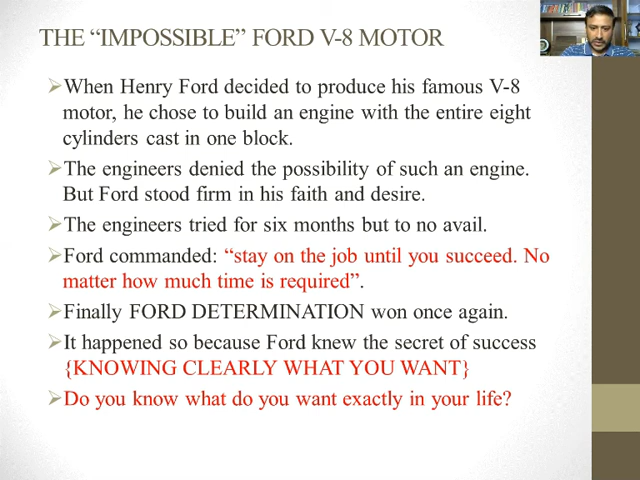 THE “IMPOSSIBLE” FORD V-8 MOTOR
When Henry Ford decided to produce his famous V-8
motor, he chose to build an engine with the entire eight
cylinders cast in one block.
The engineers denied the possibility of such an engine.
But Ford stood firm in his faith and desire.
The engineers tried for six months but to no avail.
Ford commanded: “stay on the job until you succeed. No
matter how much time is required”.
Finally FORD DETERMINATION won once again.
It happened so because Ford knew the secret of success
{KNOWING CLEARLY WHAT YOU WANT}
Do you know what do you want exactly in your life?